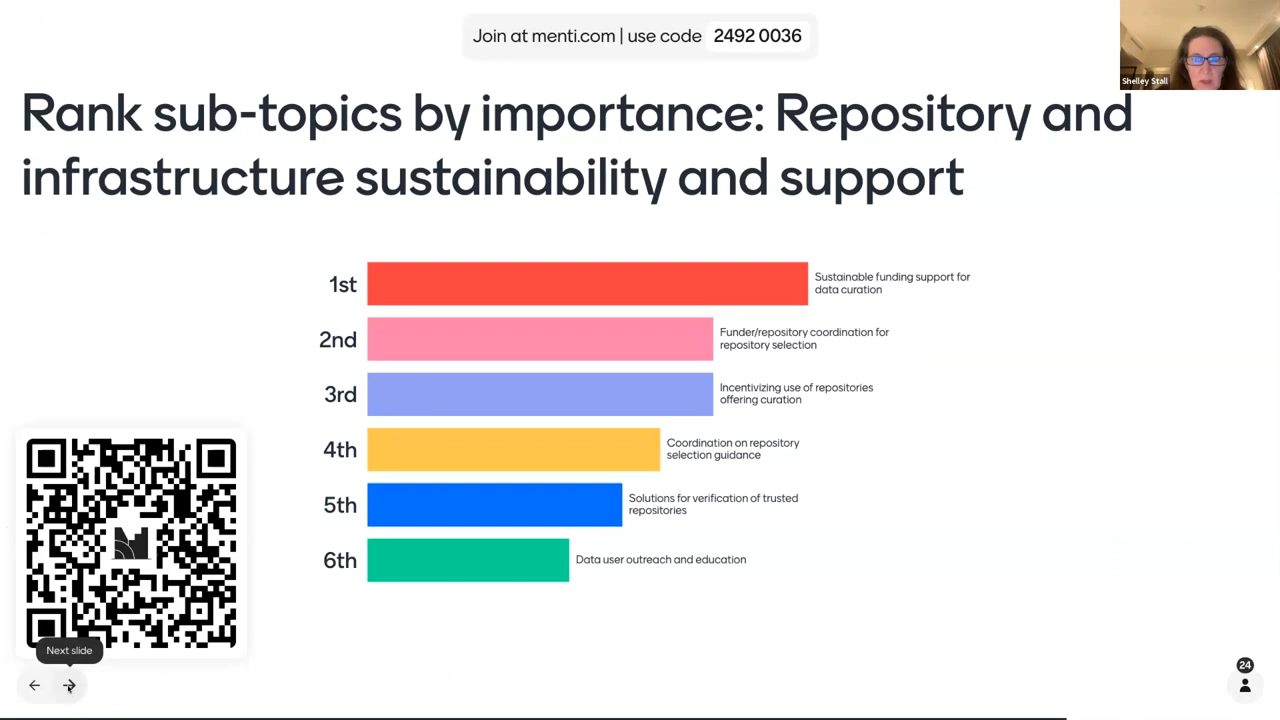 Join at menti.com | use code 2492 0036
Shelley Stall
Rank sub-topics by importance: Repository and
infrastructure sustainability and support
1st
Sustainable funding support for
data curation
2nd
Funder/repository coordination for
repository selection
3rd
Incentivizing use of repositories
offering curation
4th
Coordination on repository
selection guidance
5th
Solutions for verification of trusted
repositories
6th
Data user outreach and education
Next slide
24